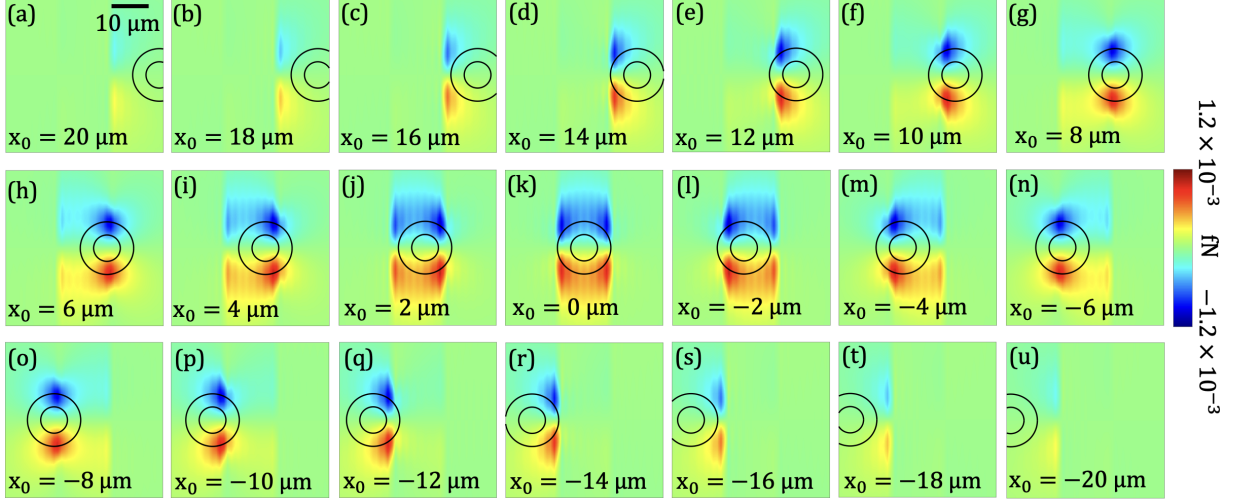 (a) (b) (c) (d) (e) (f) (g)
10 µm
x₀ = 20 µm x₀ = 18 µm x₀ = 16 µm x₀ = 14 µm x₀ = 12 µm x₀ = 10 µm x₀ = 8 µm
(h) (i) (j) (k) (l) (m) (n)
x₀ = 6 µm x₀ = 4 µm x₀ = 2 µm x₀ = 0 µm x₀ = −2 µm x₀ = −4 µm x₀ = −6 µm
(o) (p) (q) (r) (s) (t) (u)
x₀ = −8 µm x₀ = −10 µm x₀ = −12 µm x₀ = −14 µm x₀ = −16 µm x₀ = −18 µm x₀ = −20 µm
1.2 × 10⁻³ fN −1.2 × 10⁻³